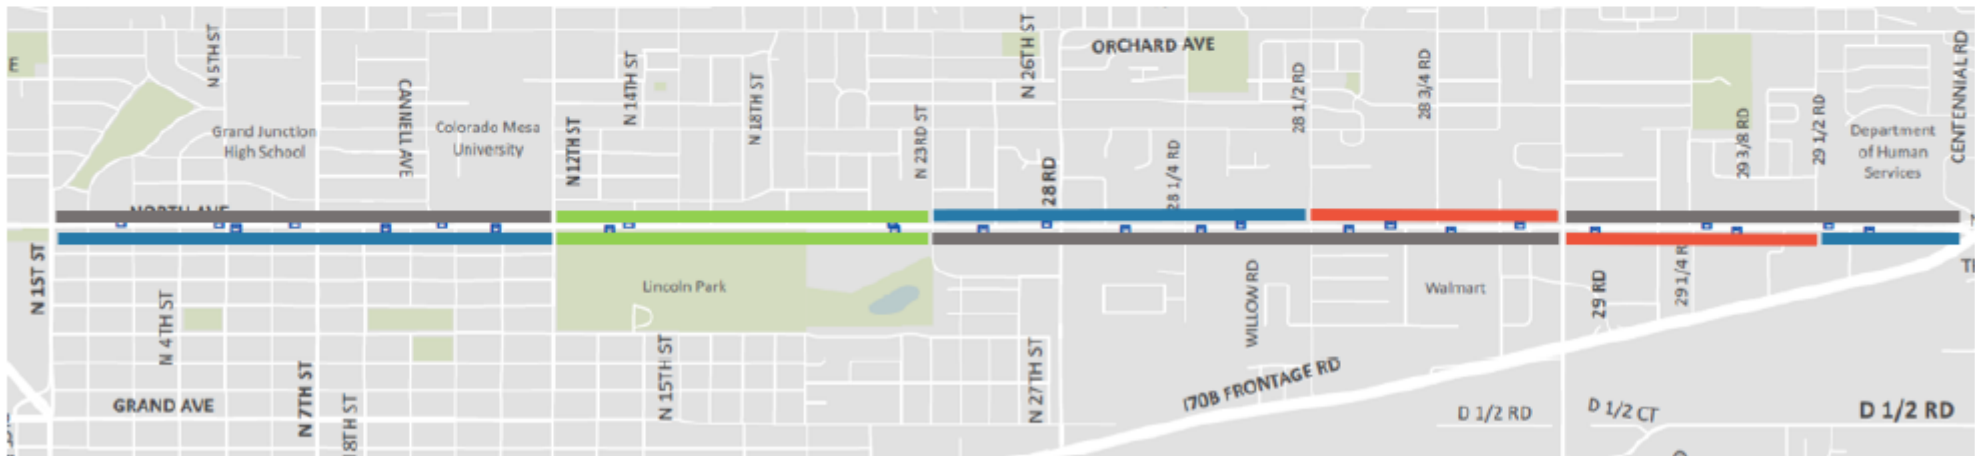 E
N 5TH ST
Grand Junction
High School
CANNELL AVE
Colorado Mesa
University
N 12TH ST
N 14TH ST
N 18TH ST
N 23RD ST
N 26TH ST
ORCHARD AVE
28 RD
28 1/4 RD
28 1/2 RD
28 3/4 RD
29 3/8 RD
29 1/2 RD
Department
of Human
Services
CENTENNIAL RD
NORTH AVE
N 1ST ST
N 4TH ST
GRAND AVE
N 7TH ST
N 8TH ST
Lincoln Park
N 15TH ST
N 27TH ST
WILLOW RD
I70B FRONTAGE RD
Walmart
29 RD
29 1/4 R
D 1/2 RD
D 1/2 CT
D 1/2 RD